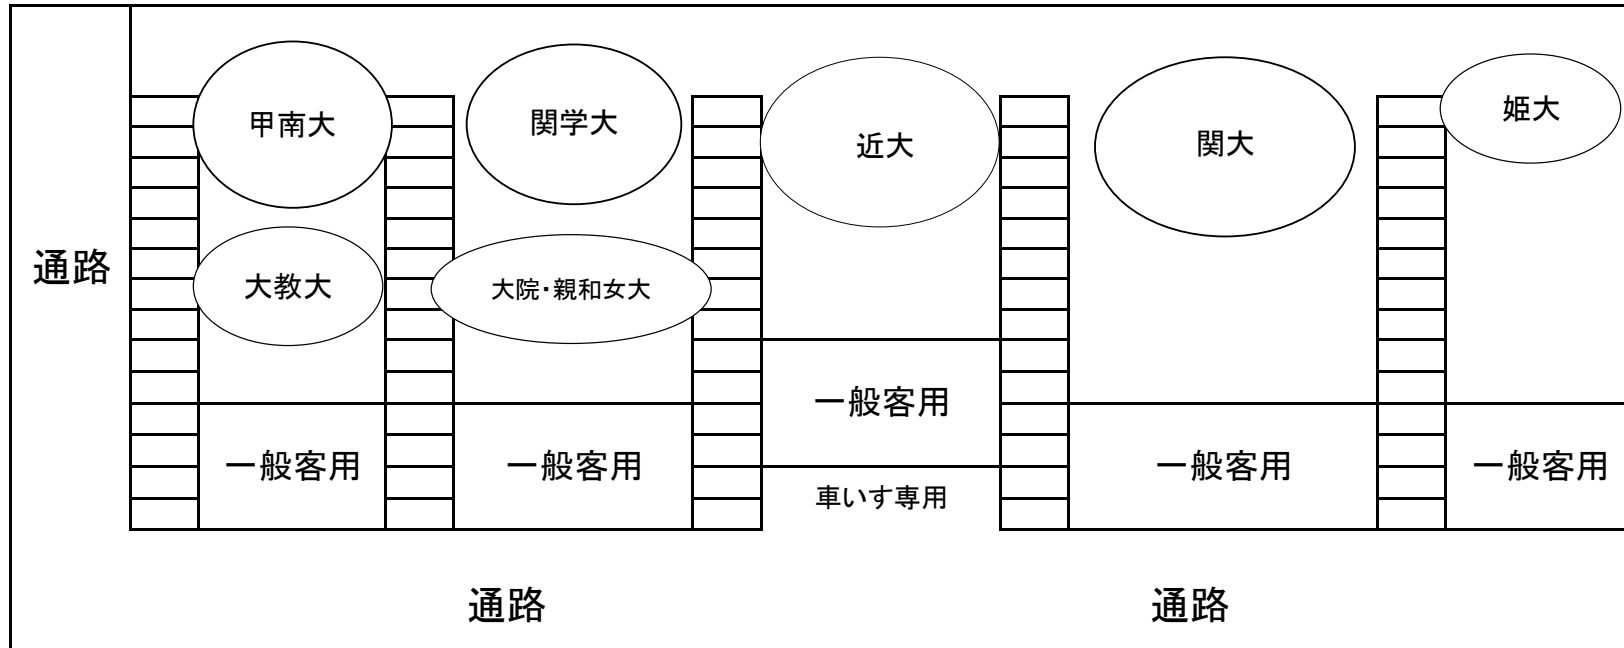 甲南大
関学大
近大
関大
姫大
通路
大教大
大院・親和女大
一般客用
一般客用
一般客用
一般客用
一般客用
車いす専用
通路
通路